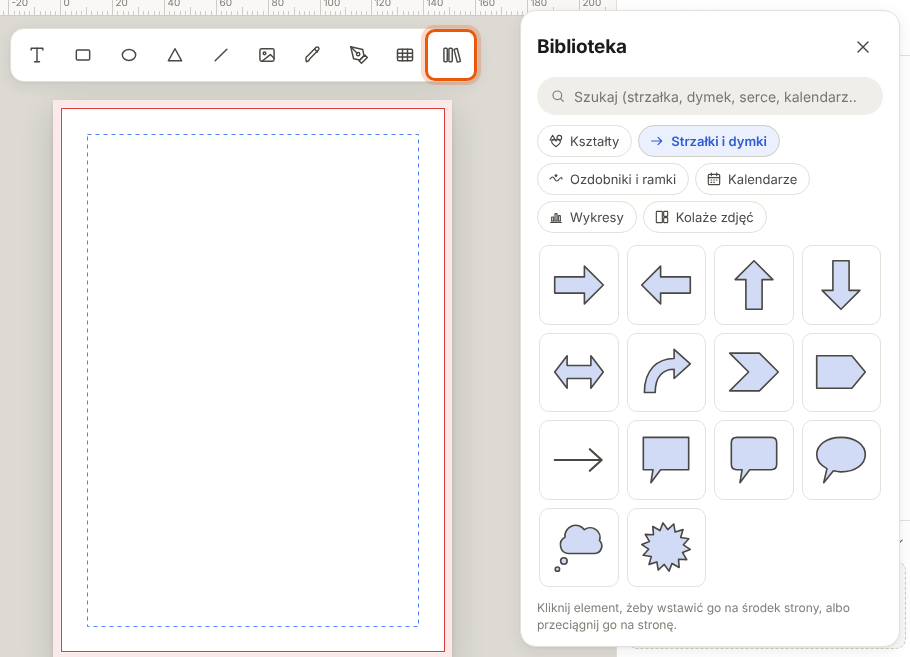 -20 0 20 40 60 80 100 120 140 160 180 200
Biblioteka
Szukaj (strzałka, dymek, serce, kalendarz..
Kształty
Strzałki i dymki
Ozdobniki i ramki
Kalendarze
Wykresy
Kolaże zdjęć
Kliknij element, żeby wstawić go na środek strony, albo
przeciągnij go na stronę.